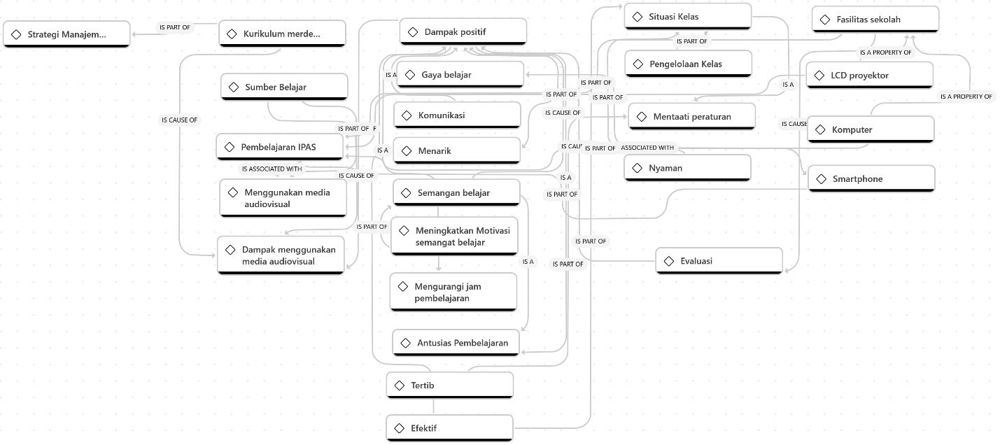 Situasi Kelas
Fasilitas sekolah
Strategi Manajem...
IS PART OF
Kurikulum merde...
Dampak positif
IS PART OF
IS A PROPERTY OF
Pengelolaan Kelas
IS A
Gaya belajar
LCD proyektor
Sumber Belajar
IS PART OF
IS A
IS PART OF
IS PART OF
IS A PROPERTY OF
Komunikasi
IS CAUSE OF
Mentaati peraturan
IS CAUSE OF
IS CAUSE
Komputer
IS PART OF
F
Pembelajaran IPAS
IS A
Menarik
IS CAU
IS PART OF
ASSOCIATED WITH
IS ASSOCIATED WITH
IS CAUSE OF
Nyaman
IS A
Smartphone
Menggunakan media
audiovisual
Semangan belajar
IS PART OF
IS PART OF
Meningkatkan Motivasi
semangat belajar
IS PART OF
Dampak menggunakan
media audiovisual
IS A
IS PART OF
Evaluasi
Mengurangi jam
pembelajaran
Antusias Pembelajaran
Tertib
Efektif